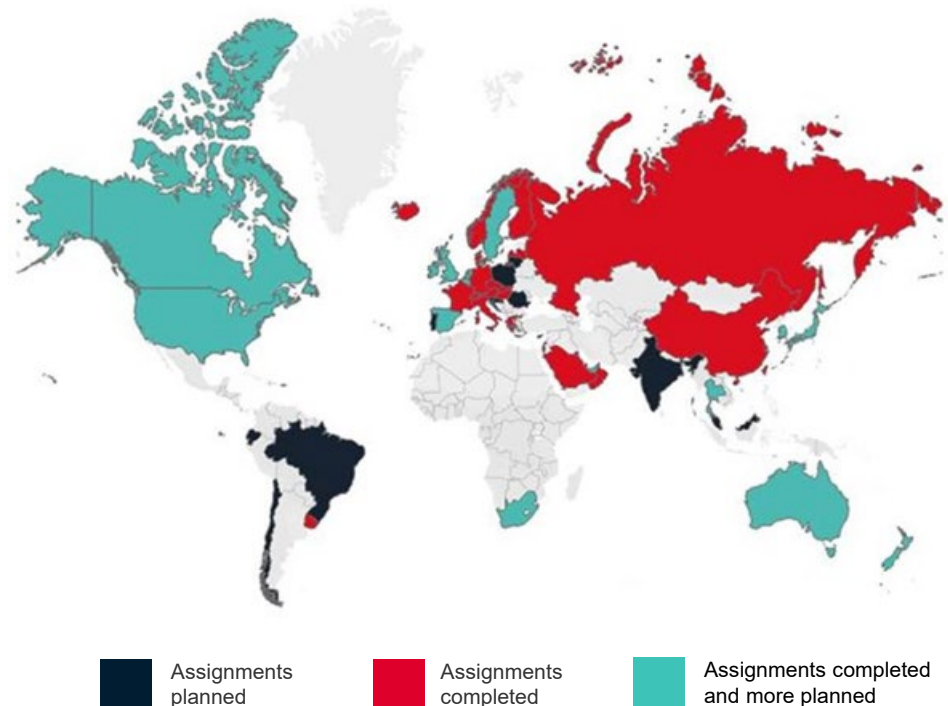 Assignments
planned
Assignments
completed
Assignments completed
and more planned